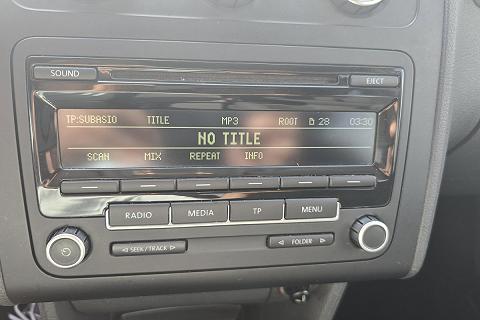 SOUND
EJECT
TP:SUBASIO TITLE MP3 ROOT 28 03:30
NO TITLE
SCAN MIX REPEAT INFO
RADIO MEDIA TP MENU
SEEK / TRACK
FOLDER